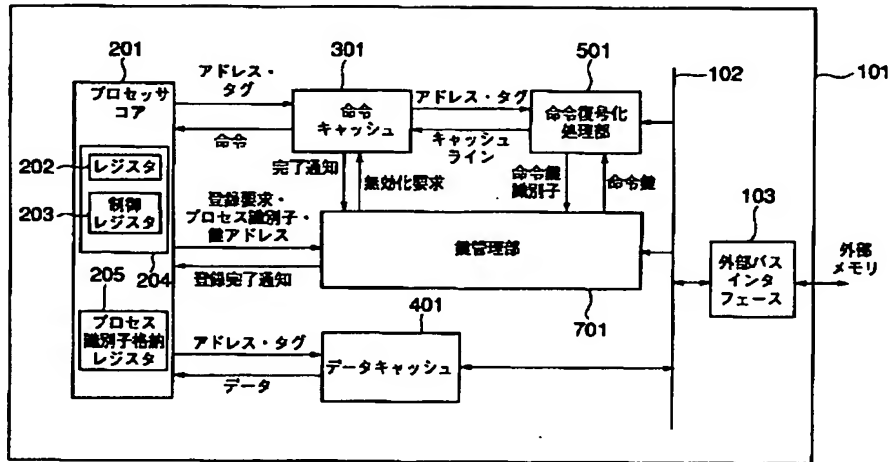 201
301
501
102
101
プロセッサ
コア
アドレス・
タグ
命令
命令
キャッシュ
アドレス・タグ
キャッシュ
ライン
命令復号化
処理部
202
レジスタ
203
制御
レジスタ
204
完了通知
無効化要求
命令鍵
識別子
命令鍵
登録要求・
プロセス識別子・
鍵アドレス
登録完了通知
鍵管理部
701
103
外部バス
インタ
フェース
外部
メモリ
205
プロセス
識別子格納
レジスタ
アドレス・タグ
データ
401
データキャッシュ